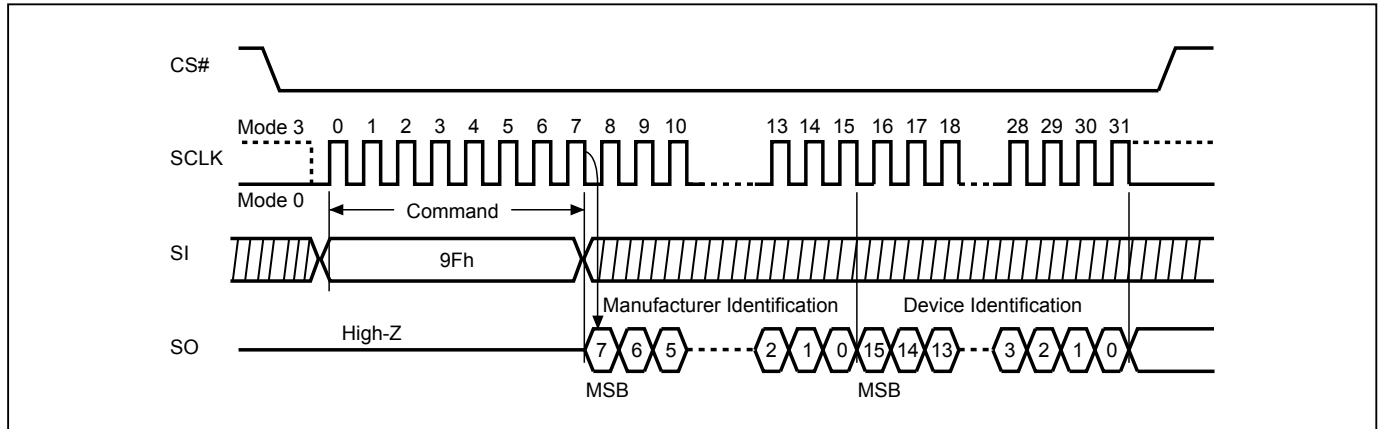 CS#
Mode 3 0 1 2 3 4 5 6 7 8 9 10 13 14 15 16 17 18 28 29 30 31
SCLK
Mode 0
Command
SI
9Fh
Manufacturer Identification Device Identification
High-Z
SO
7 6 5 2 1 0 15 14 13 3 2 1 0
MSB MSB